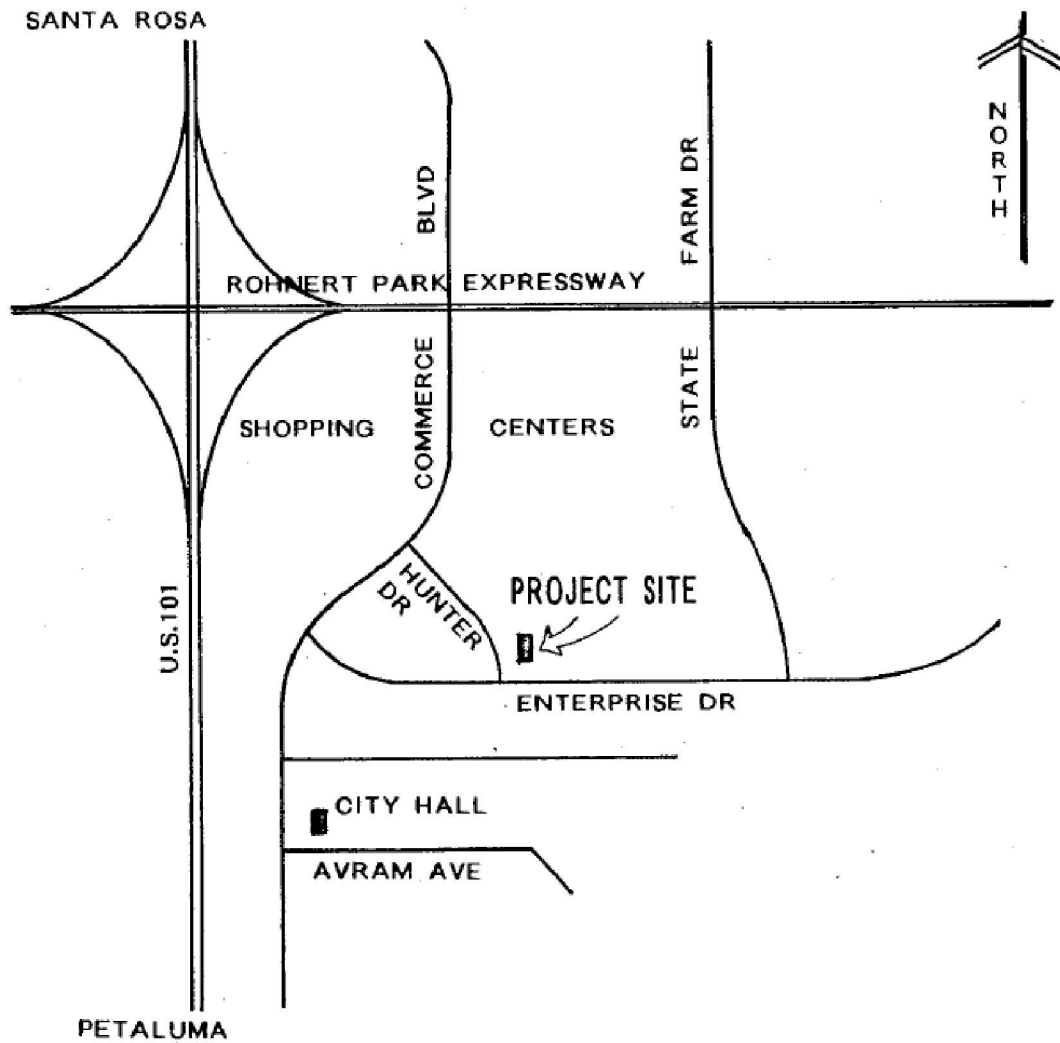 SANTA ROSA
NORTH
BLVD
FARM DR
ROHNERT PARK EXPRESSWAY
COMMERCE
STATE
SHOPPING
CENTERS
U.S.101
HUNTER
DR
PROJECT SITE
ENTERPRISE DR
CITY HALL
AVRAM AVE
PETALUMA